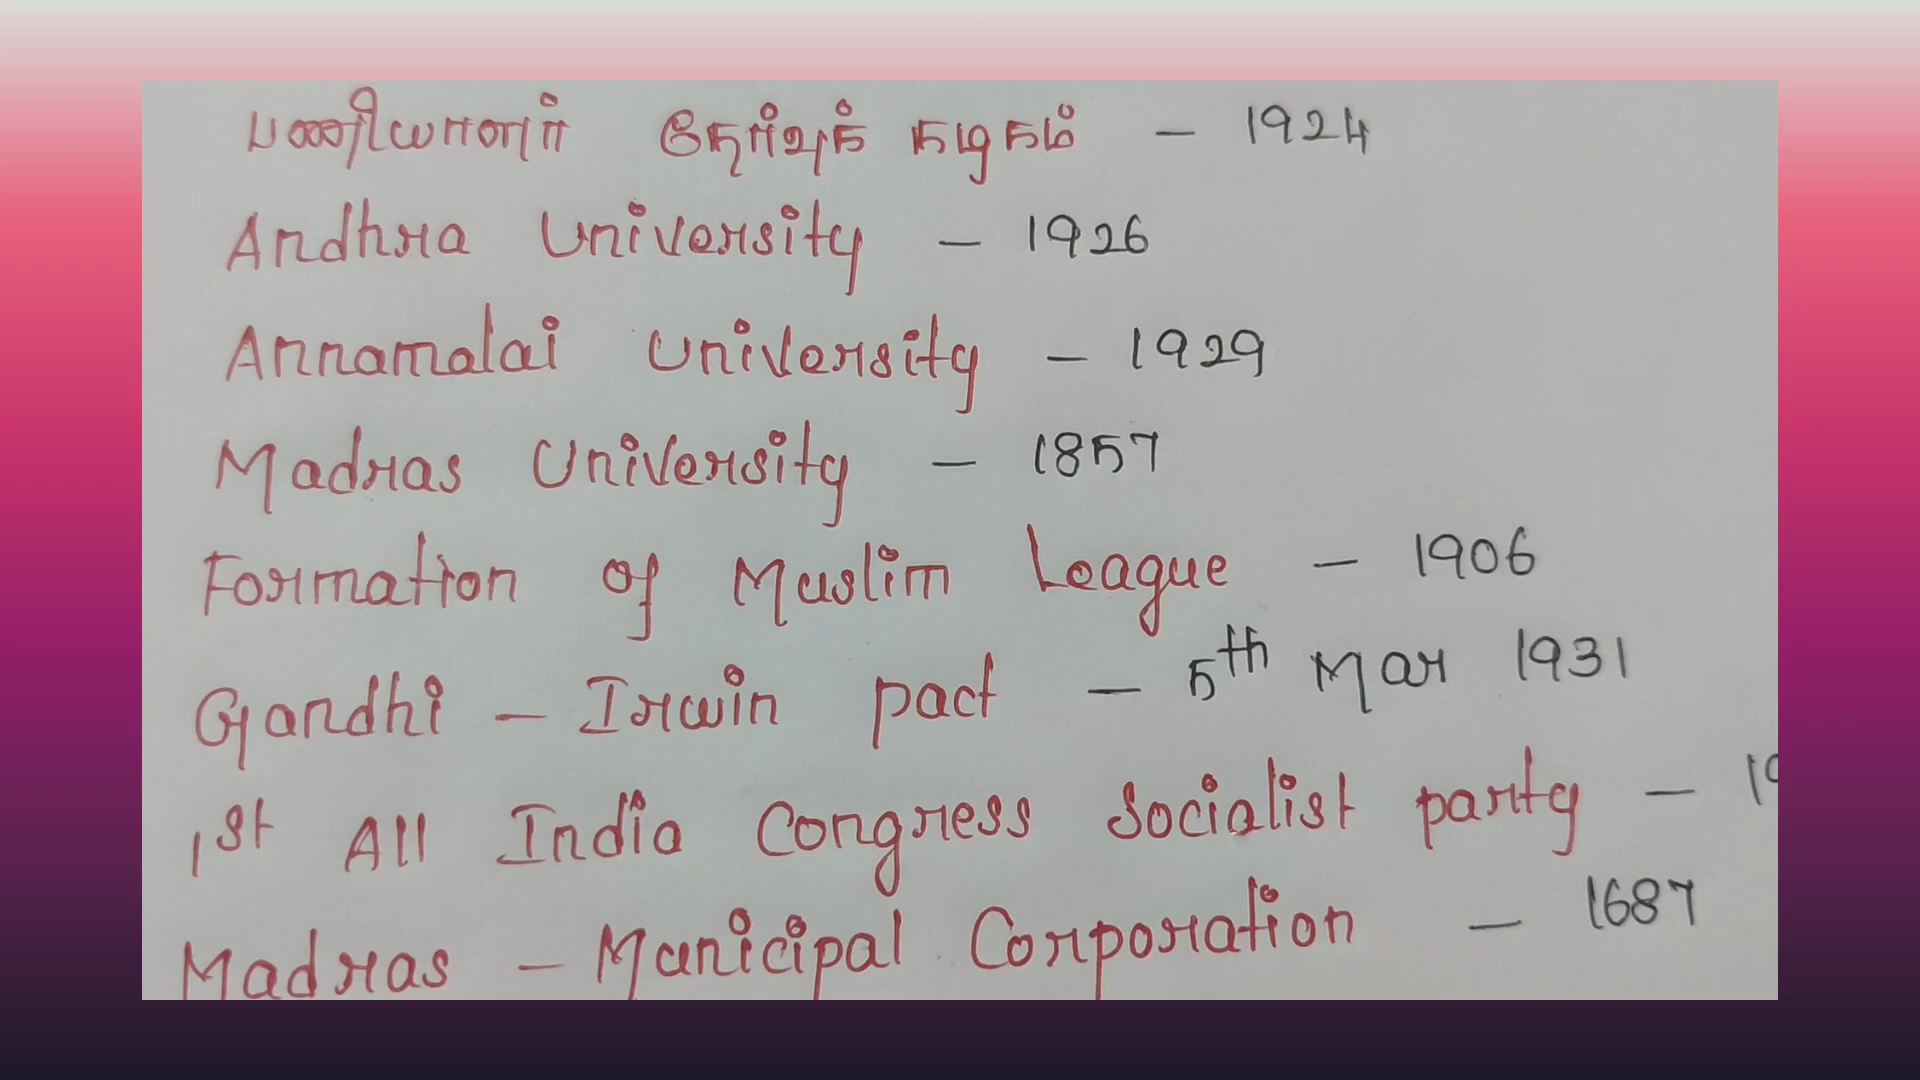 பணியாளர் தேர்வுக் கழகம் - 1924
Andhra University - 1926
Annamalai University - 1929
Madras University - 1857
Formation of Muslim League - 1906
Gandhi - Irwin pact - 5th Mar 1931
1st All India Congress Socialist party -
Madras - Municipal Corporation - 1687